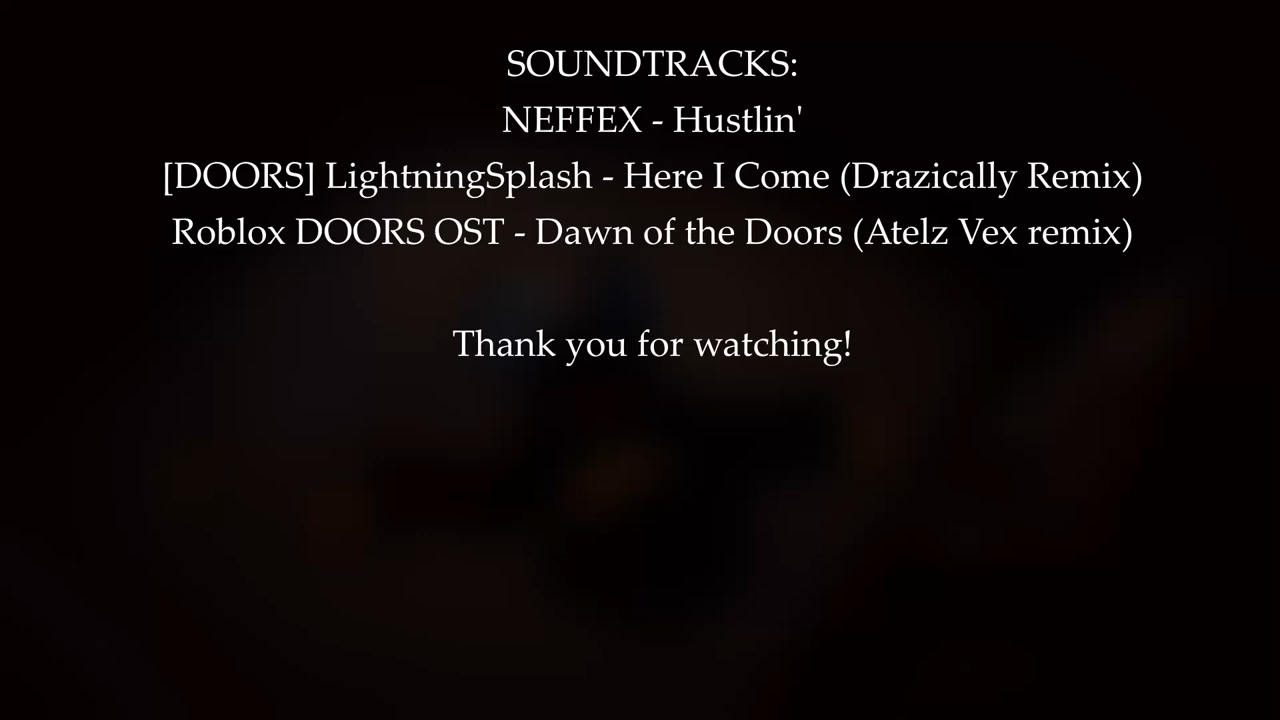 SOUNDTRACKS:
NEFFEX - Hustlin'
[DOORS] LightningSplash - Here I Come (Drazically Remix)
Roblox DOORS OST - Dawn of the Doors (Atelz Vex remix)
Thank you for watching!